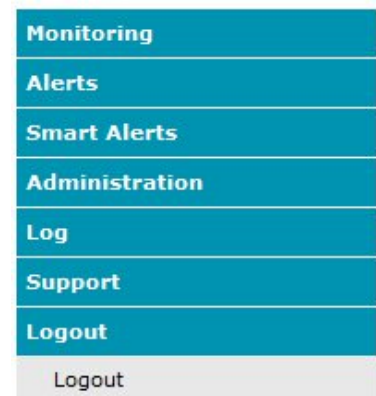 Monitoring
Alerts
Smart Alerts
Administration
Log
Support
Logout
Logout